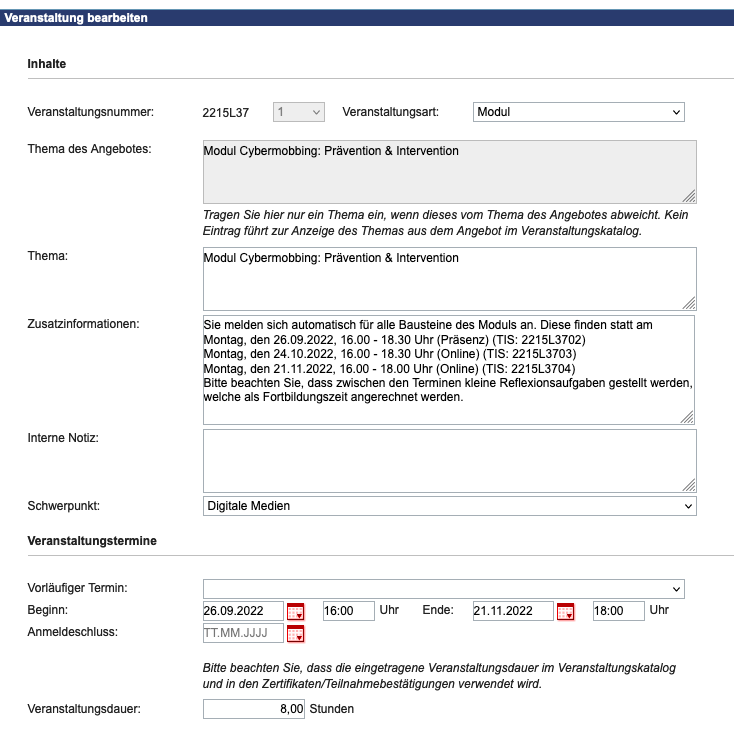 Veranstaltung bearbeiten
Inhalte
Veranstaltungsnummer: 2215L37 1 Veranstaltungsart: Modul
Thema des Angebotes: Modul Cybermobbing: Prävention & Intervention
Tragen Sie hier nur ein Thema ein, wenn dieses vom Thema des Angebotes abweicht. Kein
Eintrag führt zur Anzeige des Themas aus dem Angebot im Veranstaltungskatalog.
Thema: Modul Cybermobbing: Prävention & Intervention
Zusatzinformationen: Sie melden sich automatisch für alle Bausteine des Moduls an. Diese finden statt am
Montag, den 26.09.2022, 16.00 - 18.30 Uhr (Präsenz) (TIS: 2215L3702)
Montag, den 24.10.2022, 16.00 - 18.30 Uhr (Online) (TIS: 2215L3703)
Montag, den 21.11.2022, 16.00 - 18.00 Uhr (Online) (TIS: 2215L3704)
Bitte beachten Sie, dass zwischen den Terminen kleine Reflexionsaufgaben gestellt werden,
welche als Fortbildungszeit angerechnet werden.
Interne Notiz:
Schwerpunkt: Digitale Medien
Veranstaltungstermine
Vorläufiger Termin:
Beginn: 26.09.2022 16:00 Uhr Ende: 21.11.2022 18:00 Uhr
Anmeldeschluss: TT.MM.JJJJ
Bitte beachten Sie, dass die eingetragene Veranstaltungsdauer im Veranstaltungskatalog
und in den Zertifikaten/Teilnahmebestätigungen verwendet wird.
Veranstaltungsdauer: 8,00 Stunden